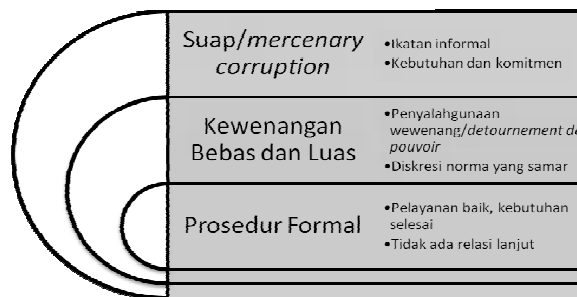 Suap/mercenary
corruption
•Ikatan informal
•Kebutuhan dan komitmen
Kewenangan
Bebas dan Luas
•Penyalahgunaan
wewenang/detournement de
pouvoir
•Diskresi norma yang samar
Prosedur Formal
•Pelayanan baik, kebutuhan
selesai
•Tidak ada relasi lanjut